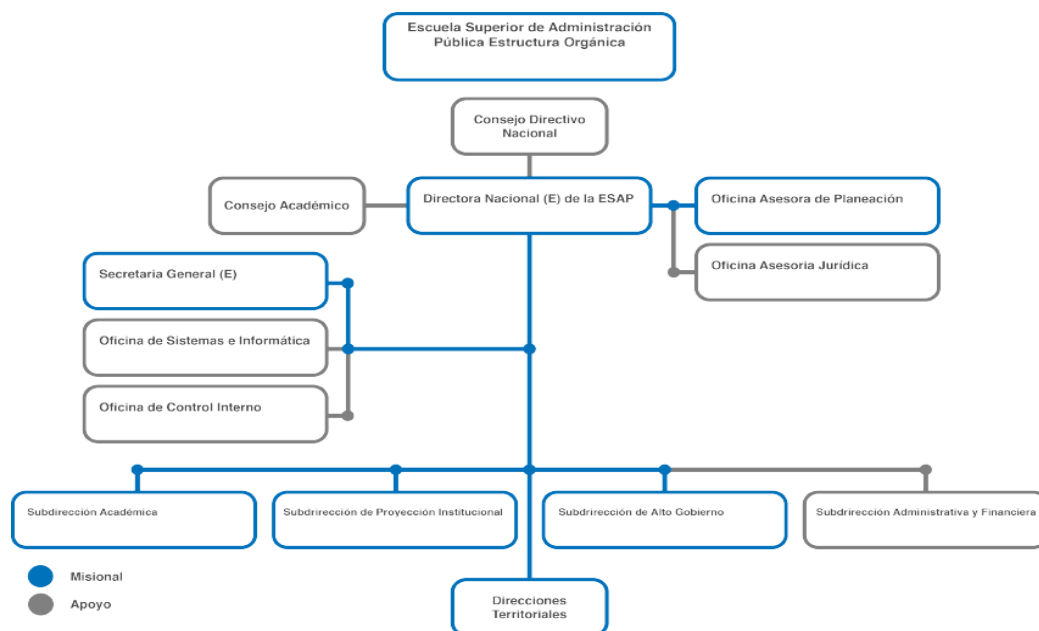 Escuela Superior de Administración
Pública Estructura Orgánica
Consejo Directivo
Nacional
Consejo Académico
Directora Nacional (E) de la ESAP
Oficina Asesora de Planeación
Oficina Asesoria Jurídica
Secretaria General (E)
Oficina de Sistemas e Informática
Oficina de Control Interno
Subdirección Académica
Subdrirección de Proyección Institucional
Subdrirección de Alto Gobierno
Subdrirección Administrativa y Financiera
Misional
Apoyo
Direcciones
Territoriales